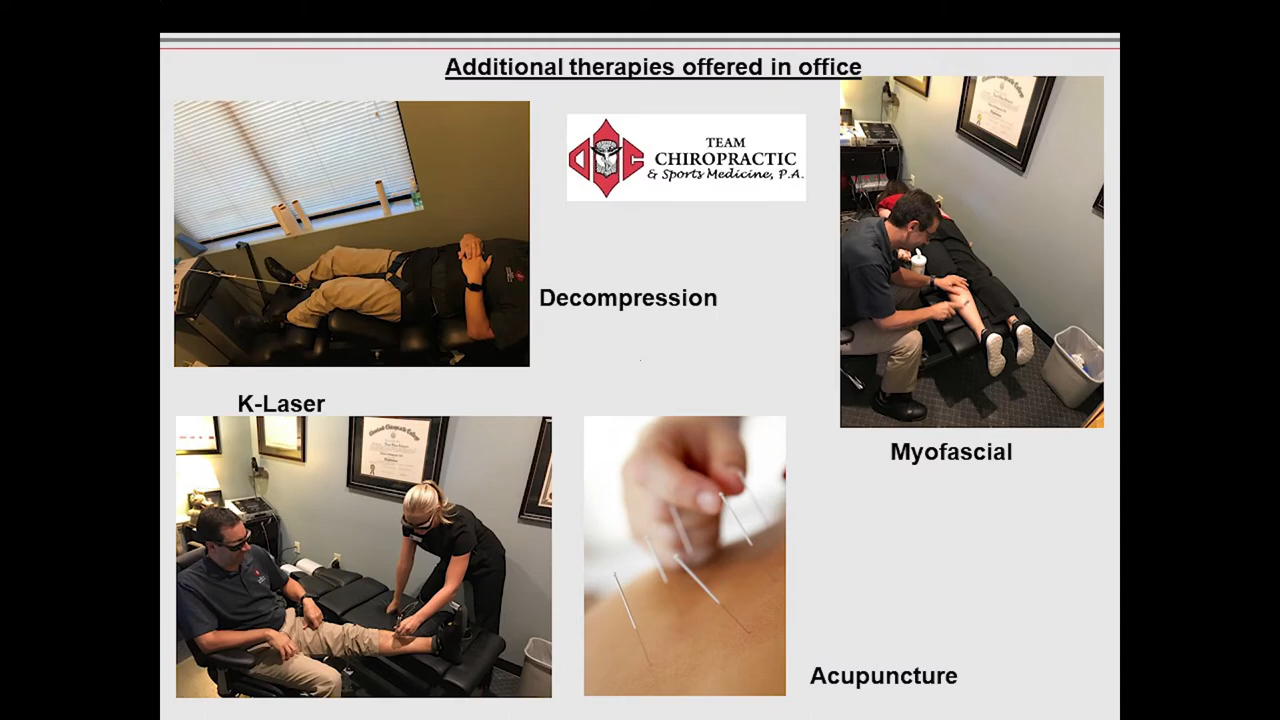 Additional therapies offered in office
TEAM
CHIROPRACTIC
& Sports Medicine, P.A.
Decompression
K-Laser
Myofascial
Acupuncture